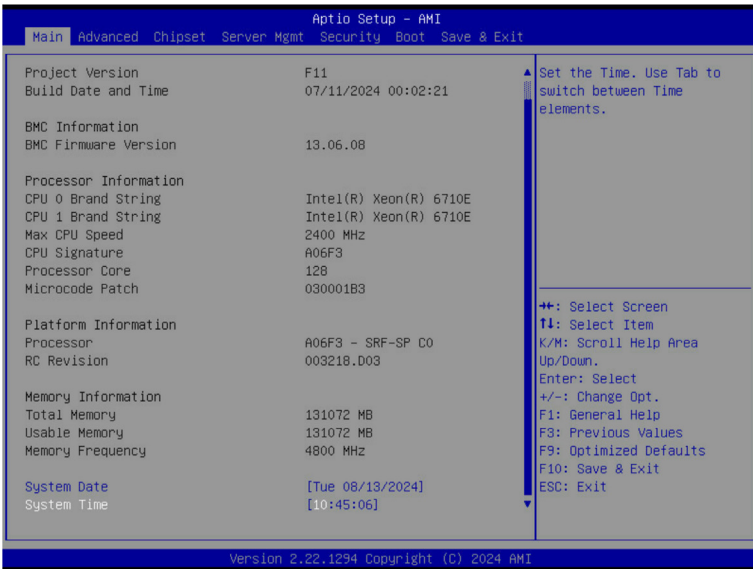 Aptio Setup – AMI
Main Advanced Chipset Server Mgmt Security Boot Save & Exit
Project Version F11
Build Date and Time 07/11/2024 00:02:21
BMC Information
BMC Firmware Version 13.06.08
Processor Information
CPU 0 Brand String Intel(R) Xeon(R) 6710E
CPU 1 Brand String Intel(R) Xeon(R) 6710E
Max CPU Speed 2400 MHz
CPU Signature A06F3
Processor Core 128
Microcode Patch 030001B3
Platform Information
Processor A06F3 - SRF-SP C0
RC Revision 003218.D03
Memory Information
Total Memory 131072 MB
Usable Memory 131072 MB
Memory Frequency 4800 MHz
System Date [Tue 08/13/2024]
System Time [10:45:06]
Set the Time. Use Tab to
switch between Time
elements.
→←: Select Screen
↑↓: Select Item
K/M: Scroll Help Area
Up/Down.
Enter: Select
+/-: Change Opt.
F1: General Help
F3: Previous Values
F9: Optimized Defaults
F10: Save & Exit
ESC: Exit
Version 2.22.1294 Copyright (C) 2024 AMI